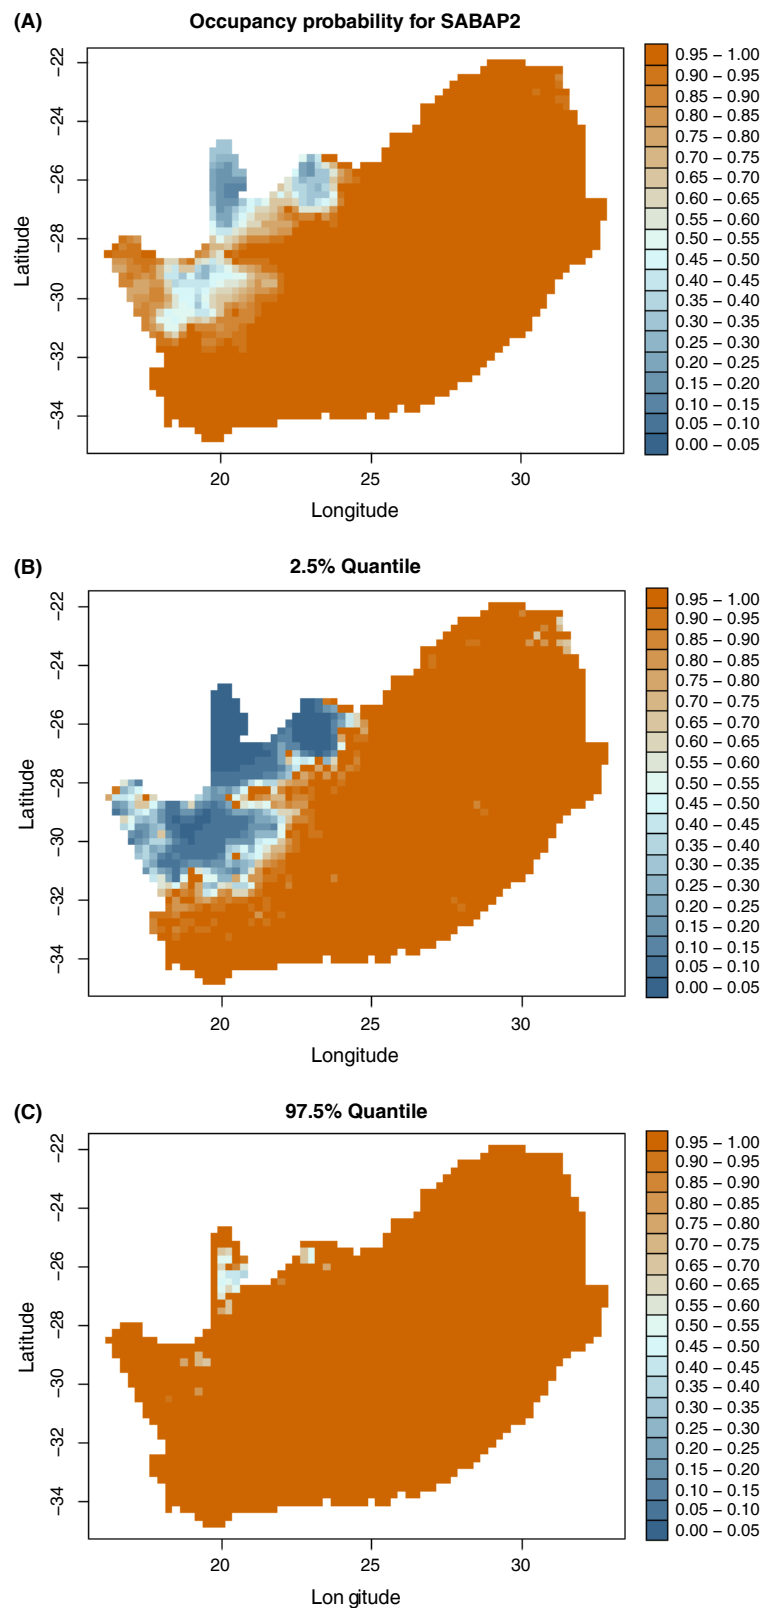 (A)
Occupancy probability for SABAP2
Latitude
−22
−24
−26
−28
−30
−32
−34
20
25
30
Longitude
0.95 − 1.00
0.90 − 0.95
0.85 − 0.90
0.80 − 0.85
0.75 − 0.80
0.70 − 0.75
0.65 − 0.70
0.60 − 0.65
0.55 − 0.60
0.50 − 0.55
0.45 − 0.50
0.40 − 0.45
0.35 − 0.40
0.30 − 0.35
0.25 − 0.30
0.20 − 0.25
0.15 − 0.20
0.10 − 0.15
0.05 − 0.10
0.00 − 0.05
(B)
2.5% Quantile
Latitude
−22
−24
−26
−28
−30
−32
−34
20
25
30
Longitude
0.95 − 1.00
0.90 − 0.95
0.85 − 0.90
0.80 − 0.85
0.75 − 0.80
0.70 − 0.75
0.65 − 0.70
0.60 − 0.65
0.55 − 0.60
0.50 − 0.55
0.45 − 0.50
0.40 − 0.45
0.35 − 0.40
0.30 − 0.35
0.25 − 0.30
0.20 − 0.25
0.15 − 0.20
0.10 − 0.15
0.05 − 0.10
0.00 − 0.05
(C)
97.5% Quantile
Latitude
−22
−24
−26
−28
−30
−32
−34
20
25
30
Lon gitude
0.95 − 1.00
0.90 − 0.95
0.85 − 0.90
0.80 − 0.85
0.75 − 0.80
0.70 − 0.75
0.65 − 0.70
0.60 − 0.65
0.55 − 0.60
0.50 − 0.55
0.45 − 0.50
0.40 − 0.45
0.35 − 0.40
0.30 − 0.35
0.25 − 0.30
0.20 − 0.25
0.15 − 0.20
0.10 − 0.15
0.05 − 0.10
0.00 − 0.05